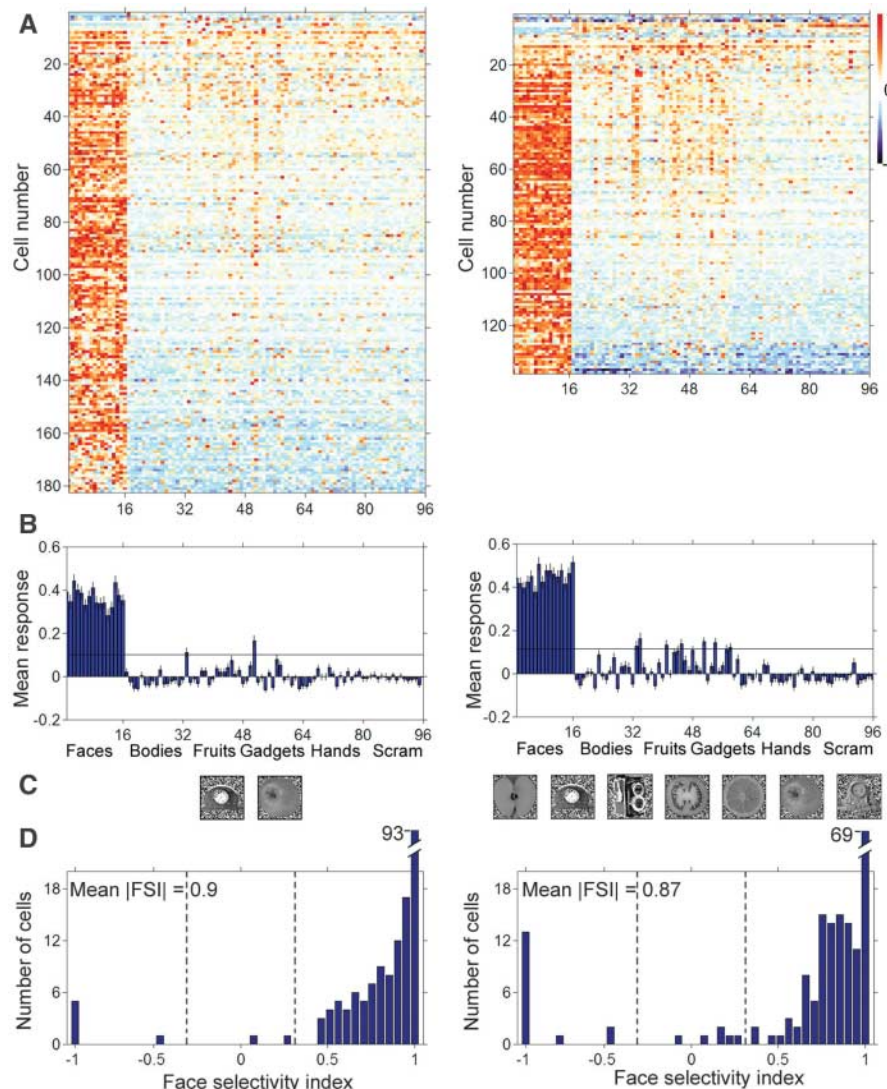 A
Cell number
20
40
60
80
100
120
140
160
180
16 32 48 64 80 96
Cell number
20
40
60
80
100
120
16 32 48 64 80 96
0
B
Mean response
0.6
0.4
0.2
0
-0.2
16 32 48 64 80 96
Faces Bodies Fruits Gadgets Hands Scram
Mean response
0.6
0.4
0.2
0
-0.2
16 32 48 64 80 96
Faces Bodies Fruits Gadgets Hands Scram
C
D
93
Mean |FSI| = 0.9
Number of cells
18
12
6
0
-1 -0.5 0 0.5 1
Face selectivity index
69
Mean |FSI| = 0.87
Number of cells
18
12
6
0
-1 -0.5 0 0.5 1
Face selectivity index